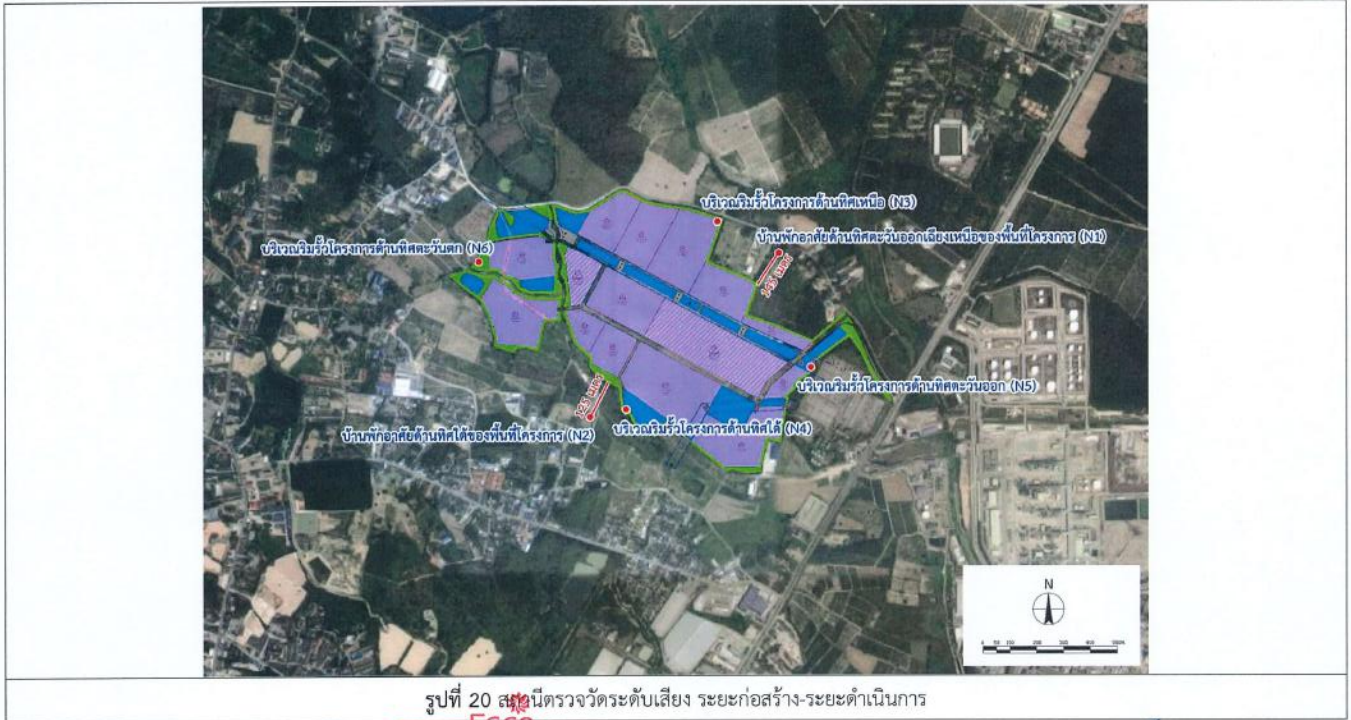 บริเวณริมรั้วโครงการด้านทิศเหนือ (N3)
บ้านพักอาศัยด้านทิศตะวันออกเฉียงเหนือของพื้นที่โครงการ (N1)
145 เมตร
บริเวณริมรั้วโครงการด้านทิศตะวันตก (N6)
บริเวณริมรั้วโครงการด้านทิศตะวันออก (N5)
125 เมตร
บริเวณริมรั้วโครงการด้านทิศใต้ (N4)
บ้านพักอาศัยด้านทิศใต้ของพื้นที่โครงการ (N2)
N
รูปที่ 20 สถานีตรวจวัดระดับเสียง ระยะก่อสร้าง-ระยะดำเนินการ